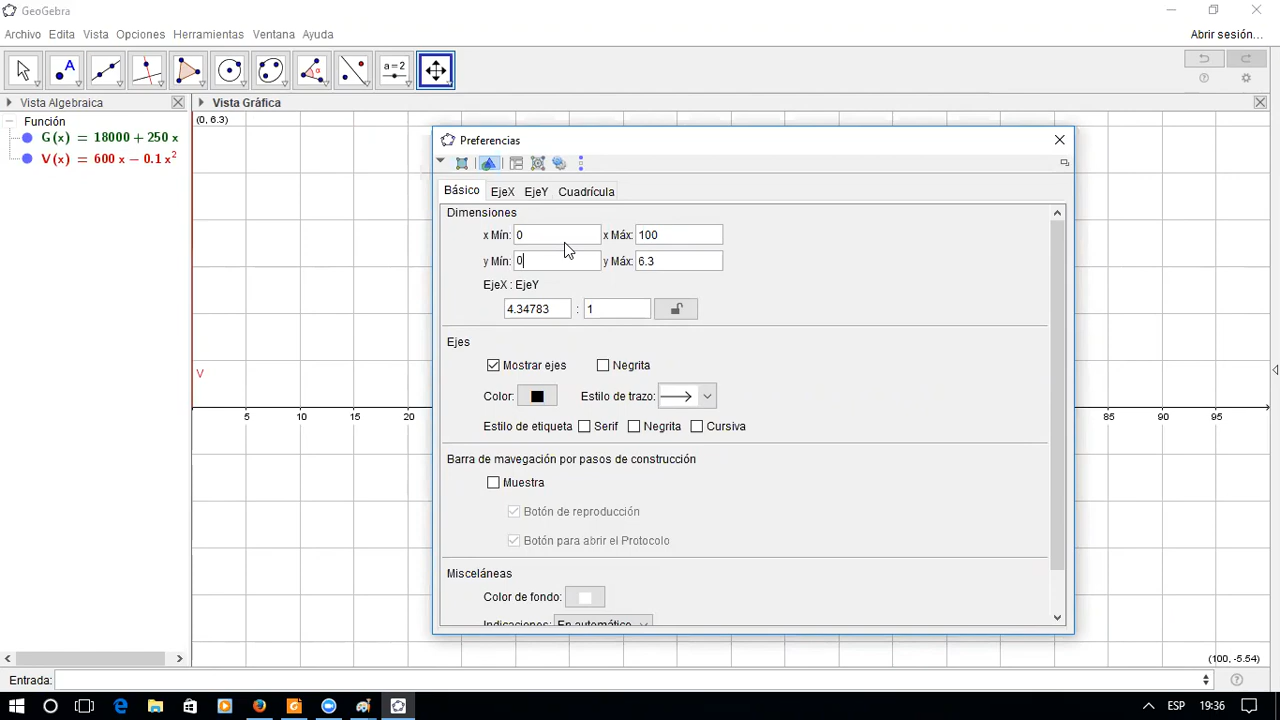 GeoGebra
Archivo Edita Vista Opciones Herramientas Ventana Ayuda
Abrir sesión...
A
a=2
Vista Algebraica
Vista Gráfica
Función
G(x) = 18000 + 250 x
V(x) = 600 x − 0.1 x²
(0, 6.3)
V
5 10 15 20
85 90 95
(100, -5.54)
Preferencias
Básico EjeX EjeY Cuadrícula
Dimensiones
x Mín: 0 x Máx: 100
y Mín: 0 y Máx: 6.3
EjeX : EjeY
4.34783 : 1
Ejes
Mostrar ejes Negrita
Color: Estilo de trazo:
Estilo de etiqueta Serif Negrita Cursiva
Barra de mavegación por pasos de construcción
Muestra
Botón de reproducción
Botón para abrir el Protocolo
Misceláneas
Color de fondo:
Indicaciones: En automático
Entrada:
ESP 19:36